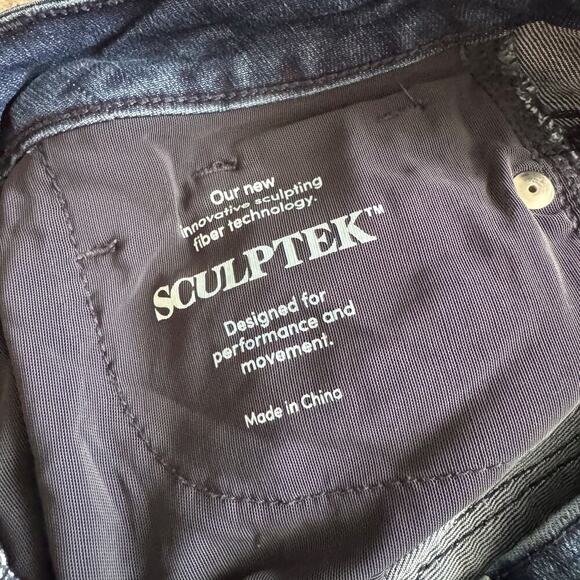 Our new
innovative sculpting
fiber technology.
SCULPTEK™
Designed for
performance and
movement.
Made in China